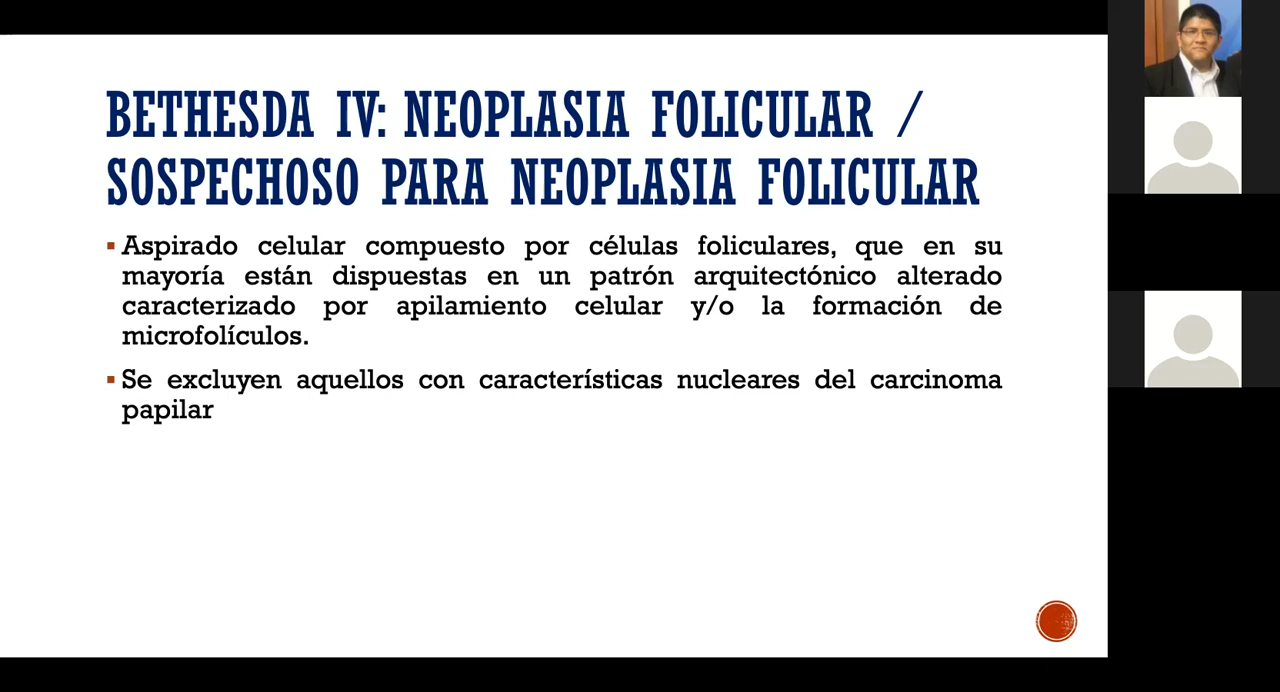 BETHESDA IV: NEOPLASIA FOLICULAR /
SOSPECHOSO PARA NEOPLASIA FOLICULAR
▪ Aspirado celular compuesto por células foliculares, que en su
mayoría están dispuestas en un patrón arquitectónico alterado
caracterizado por apilamiento celular y/o la formación de
microfolículos.
▪ Se excluyen aquellos con características nucleares del carcinoma
papilar